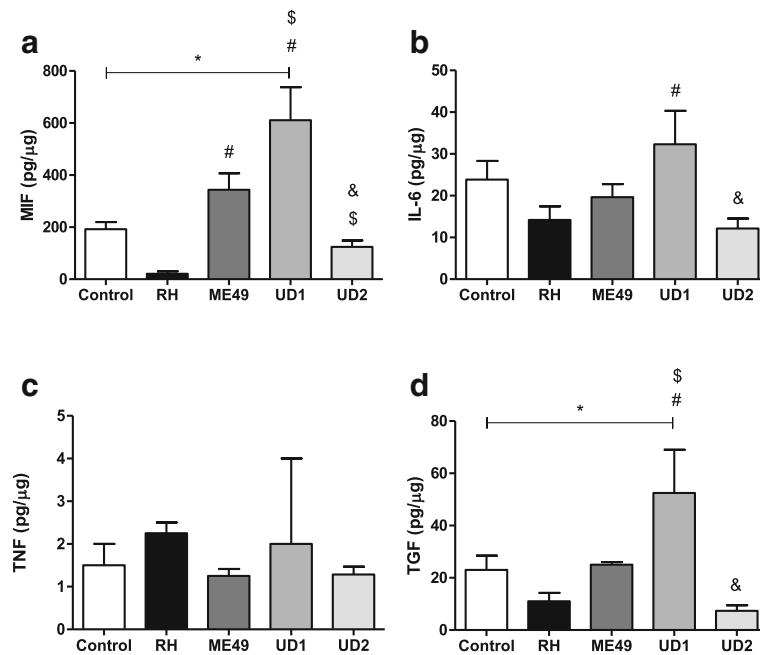 a
$
#
*
#
&
$
MIF (pg/µg)
800
600
400
200
0
Control RH ME49 UD1 UD2
b
#
&
IL-6 (pg/µg)
50
40
30
20
10
0
Control RH ME49 UD1 UD2
c
TNF (pg/µg)
5
4
3
2
1
0
Control RH ME49 UD1 UD2
d
$
#
*
&
TGF (pg/µg)
80
60
40
20
0
Control RH ME49 UD1 UD2